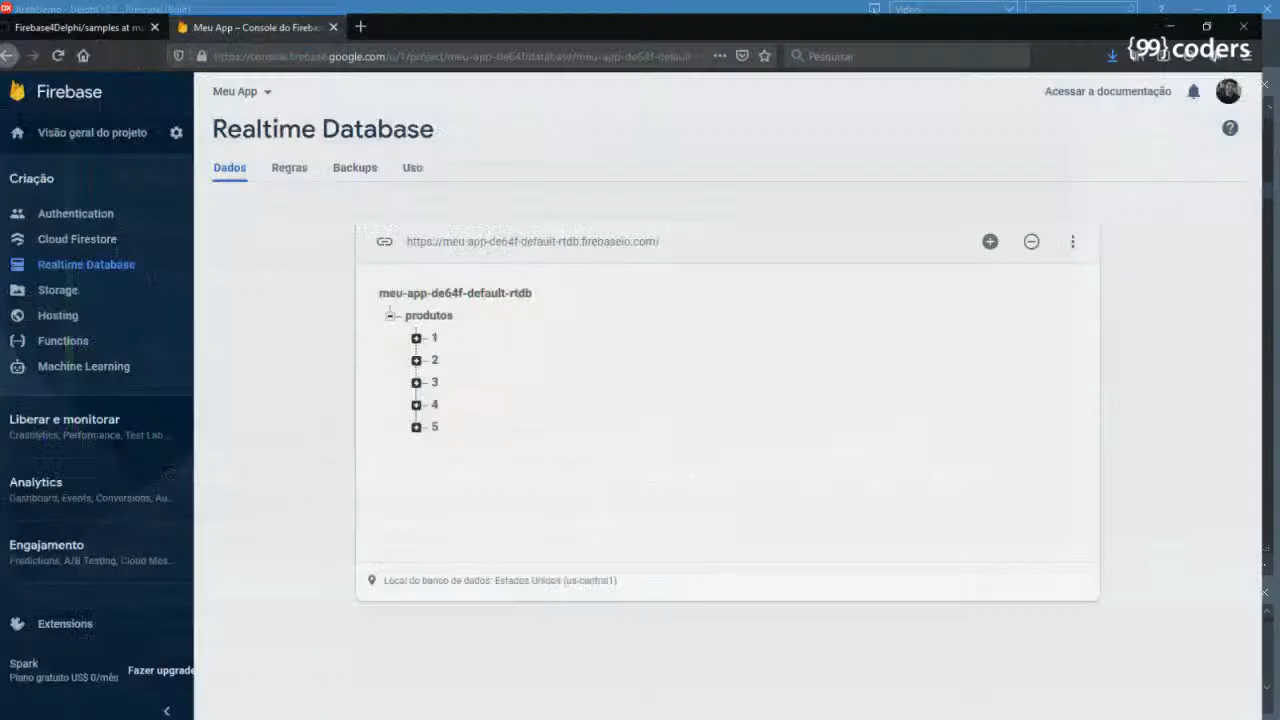 Firebase4Delphi/samples at m
Meu App – Console do Fireba
{99}coders
https://console.firebase.google.com/u/1/project/meu-app-de64f/database/meu-app-de64f-default
Pesquisar
Firebase
Meu App
Acessar a documentação
Visão geral do projeto
Realtime Database
Dados
Regras
Backups
Uso
Criação
Authentication
Cloud Firestore
Realtime Database
Storage
Hosting
Functions
Machine Learning
https://meu-app-de64f-default-rtdb.firebaseio.com/
meu-app-de64f-default-rtdb
produtos
1
2
3
4
5
Local do banco de dados: Estados Unidos (us-central1)
Liberar e monitorar
Crashlytics, Performance, Test Lab ...
Analytics
Dashboard, Events, Conversions, Au...
Engajamento
Predictions, A/B Testing, Cloud Mes...
Extensions
Spark
Plano gratuito US$ 0/mês
Fazer upgrade